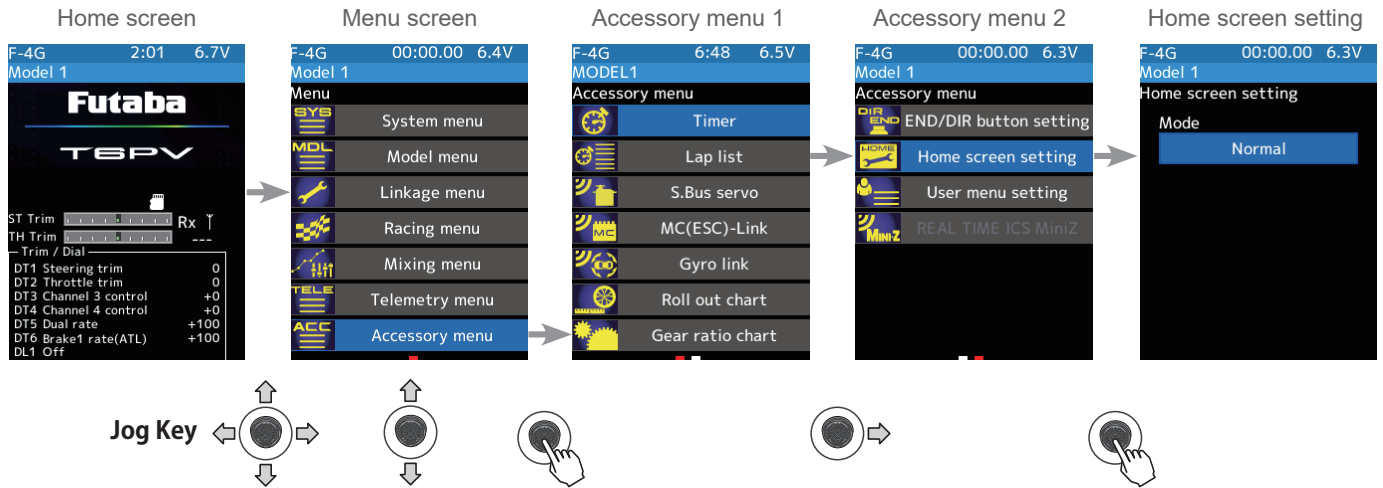 Home screen
F-4G 2:01 6.7V
Model 1
Futaba
T6PV
ST Trim
Rx
TH Trim
---
Trim / Dial
DT1 Steering trim 0
DT2 Throttle trim 0
DT3 Channel 3 control +0
DT4 Channel 4 control +0
DT5 Dual rate +100
DT6 Brake1 rate(ATL) +100
DL1 Off
Menu screen
F-4G 00:00.00 6.4V
Model 1
Menu
SYS System menu
MDL Model menu
Linkage menu
Racing menu
Mixing menu
TELE Telemetry menu
ACC Accessory menu
Accessory menu 1
F-4G 6:48 6.5V
MODEL1
Accessory menu
Timer
Lap list
S.Bus servo
MC MC(ESC)-Link
Gyro link
Roll out chart
Gear ratio chart
Accessory menu 2
F-4G 00:00.00 6.3V
Model 1
Accessory menu
DIR END END/DIR button setting
HOME Home screen setting
User menu setting
MINI-Z REAL TIME ICS MiniZ
Home screen setting
F-4G 00:00.00 6.3V
Model 1
Home screen setting
Mode
Normal
Jog Key